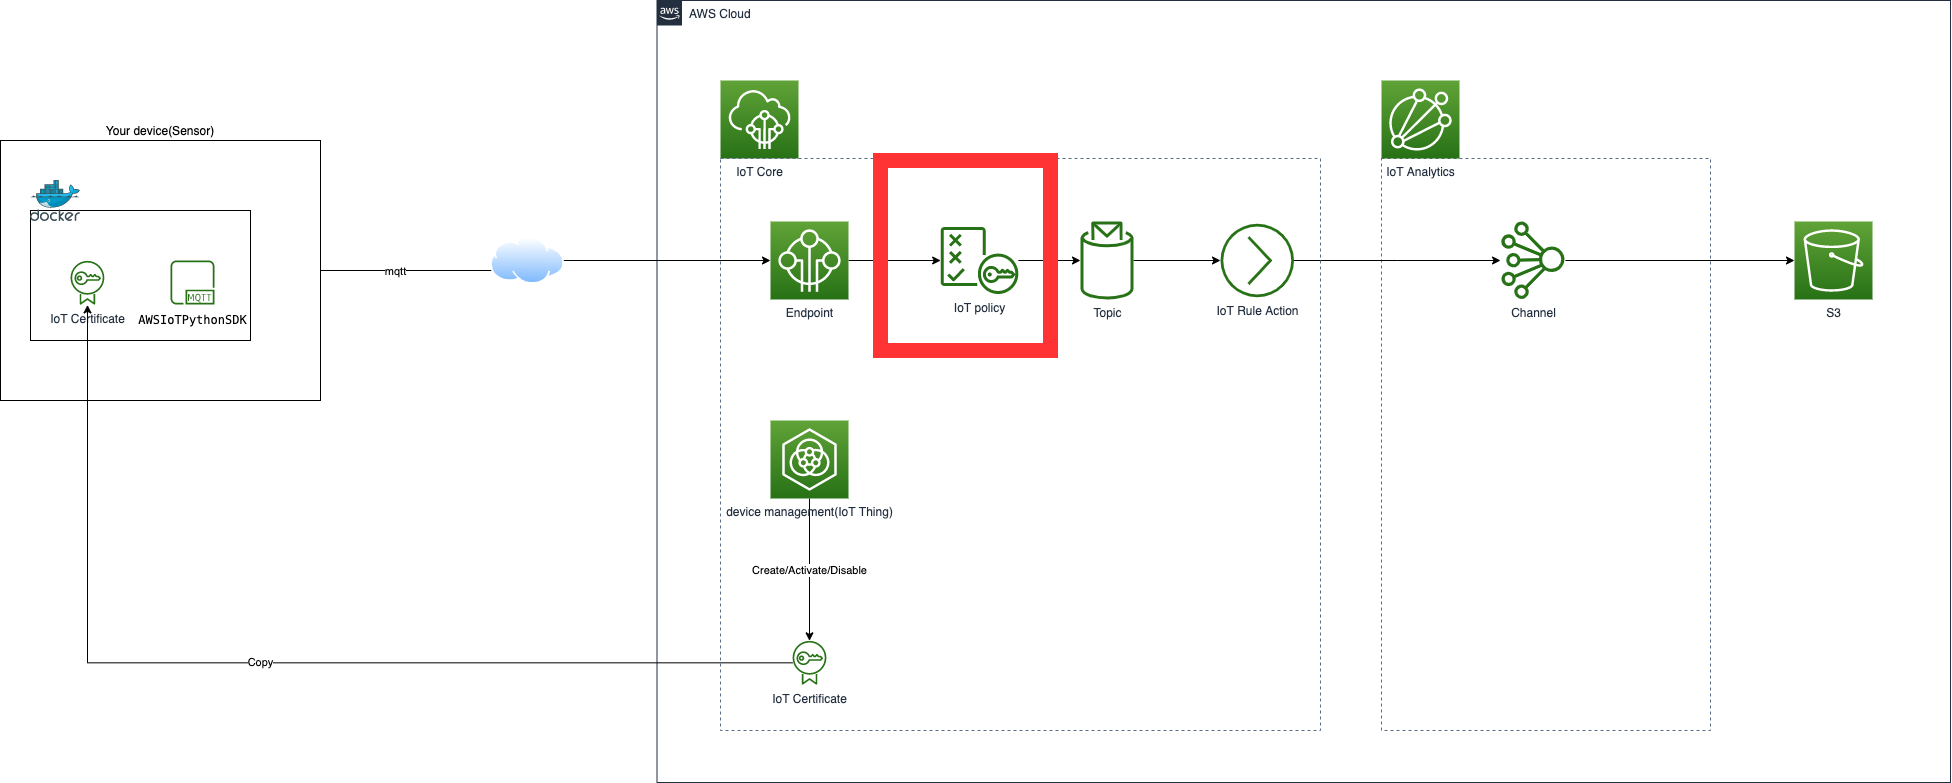 aws
AWS Cloud
Your device(Sensor)
docker
IoT Certificate
MQTT
AWSIoTPythonSDK
mqtt
IoT Core
Endpoint
IoT policy
Topic
IoT Rule Action
IoT Analytics
Channel
S3
device management(IoT Thing)
Create/Activate/Disable
Copy
IoT Certificate